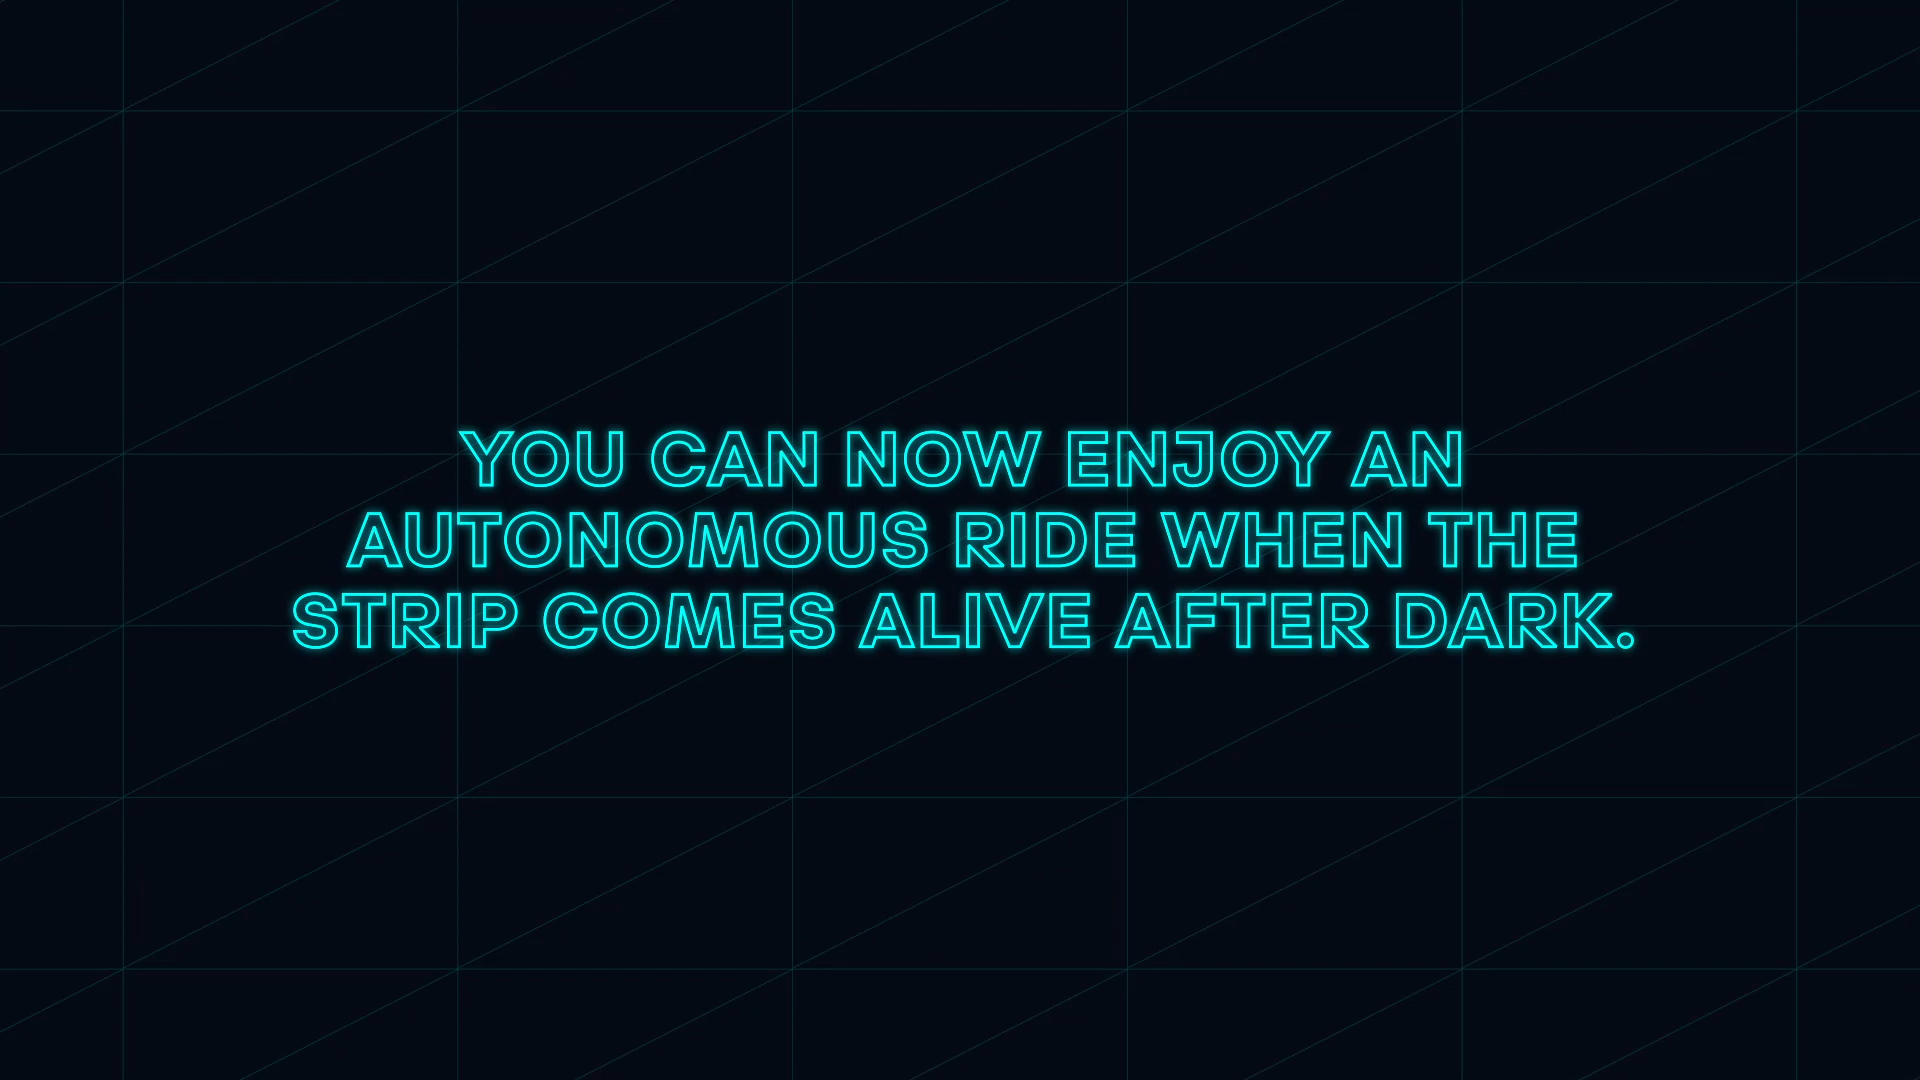 YOU CAN NOW ENJOY AN
AUTONOMOUS RIDE WHEN THE
STRIP COMES ALIVE AFTER DARK.